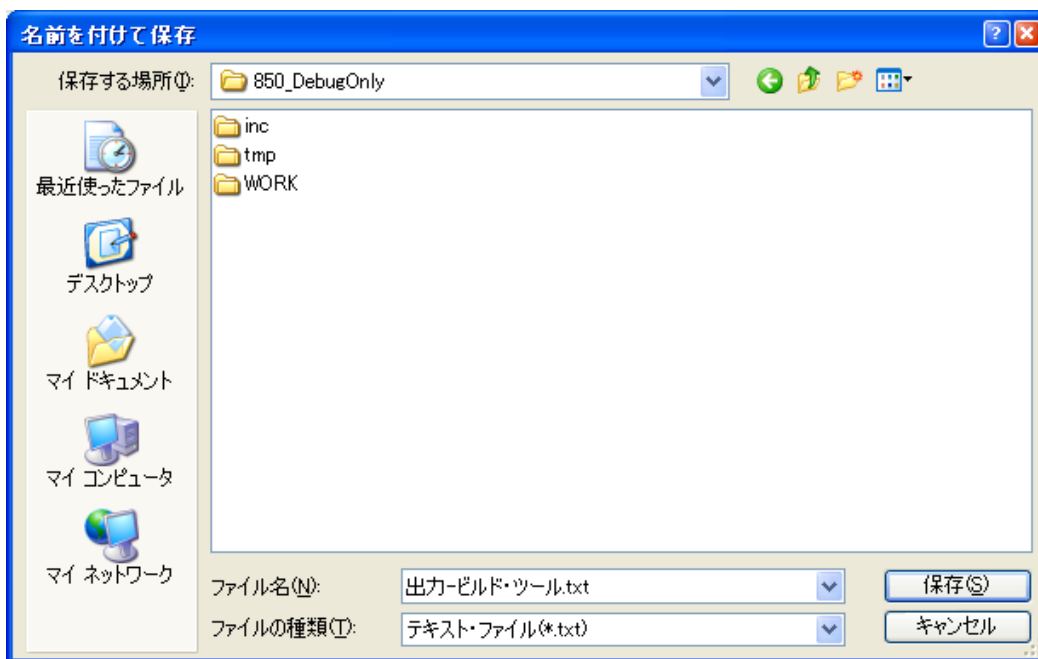 名前を付けて保存
保存する場所(I):
850_DebugOnly
inc
tmp
WORK
最近使ったファイル
デスクトップ
マイ ドキュメント
マイ コンピュータ
マイ ネットワーク
ファイル名(N):
出力-ビルド・ツール.txt
保存(S)
ファイルの種類(T):
テキスト・ファイル(*.txt)
キャンセル